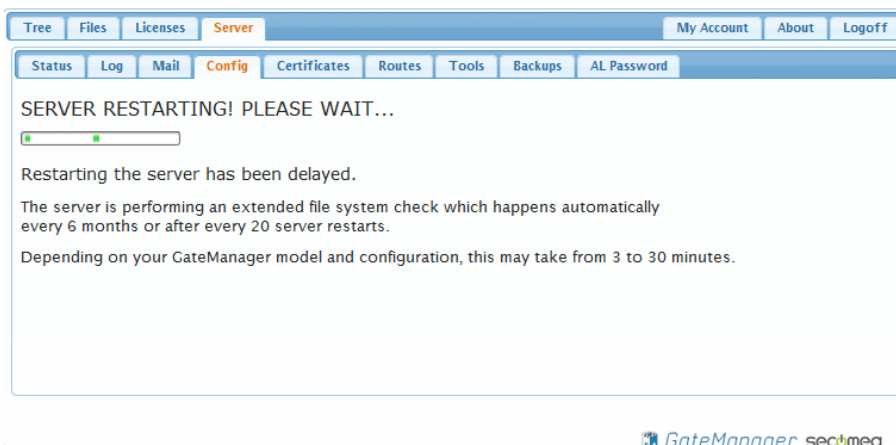 Tree Files Licenses Server My Account About Logoff
Status Log Mail Config Certificates Routes Tools Backups AL Password
SERVER RESTARTING! PLEASE WAIT...
Restarting the server has been delayed.
The server is performing an extended file system check which happens automatically
every 6 months or after every 20 server restarts.
Depending on your GateManager model and configuration, this may take from 3 to 30 minutes.
GateManager secomea